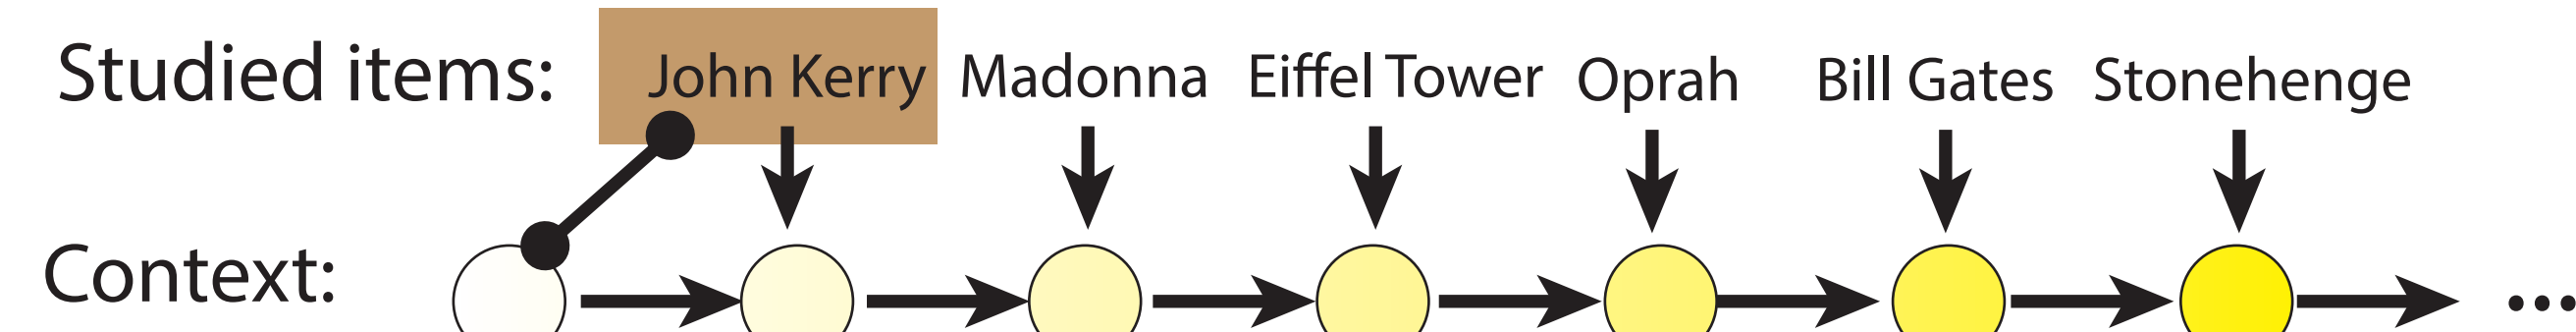 Studied items: John Kerry Madonna Eiffel Tower Oprah Bill Gates Stonehenge
Context: ...